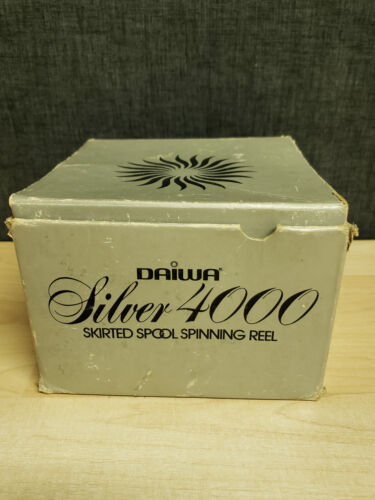 DAIWA
Silver 4000
SKIRTED SPOOL SPINNING REEL